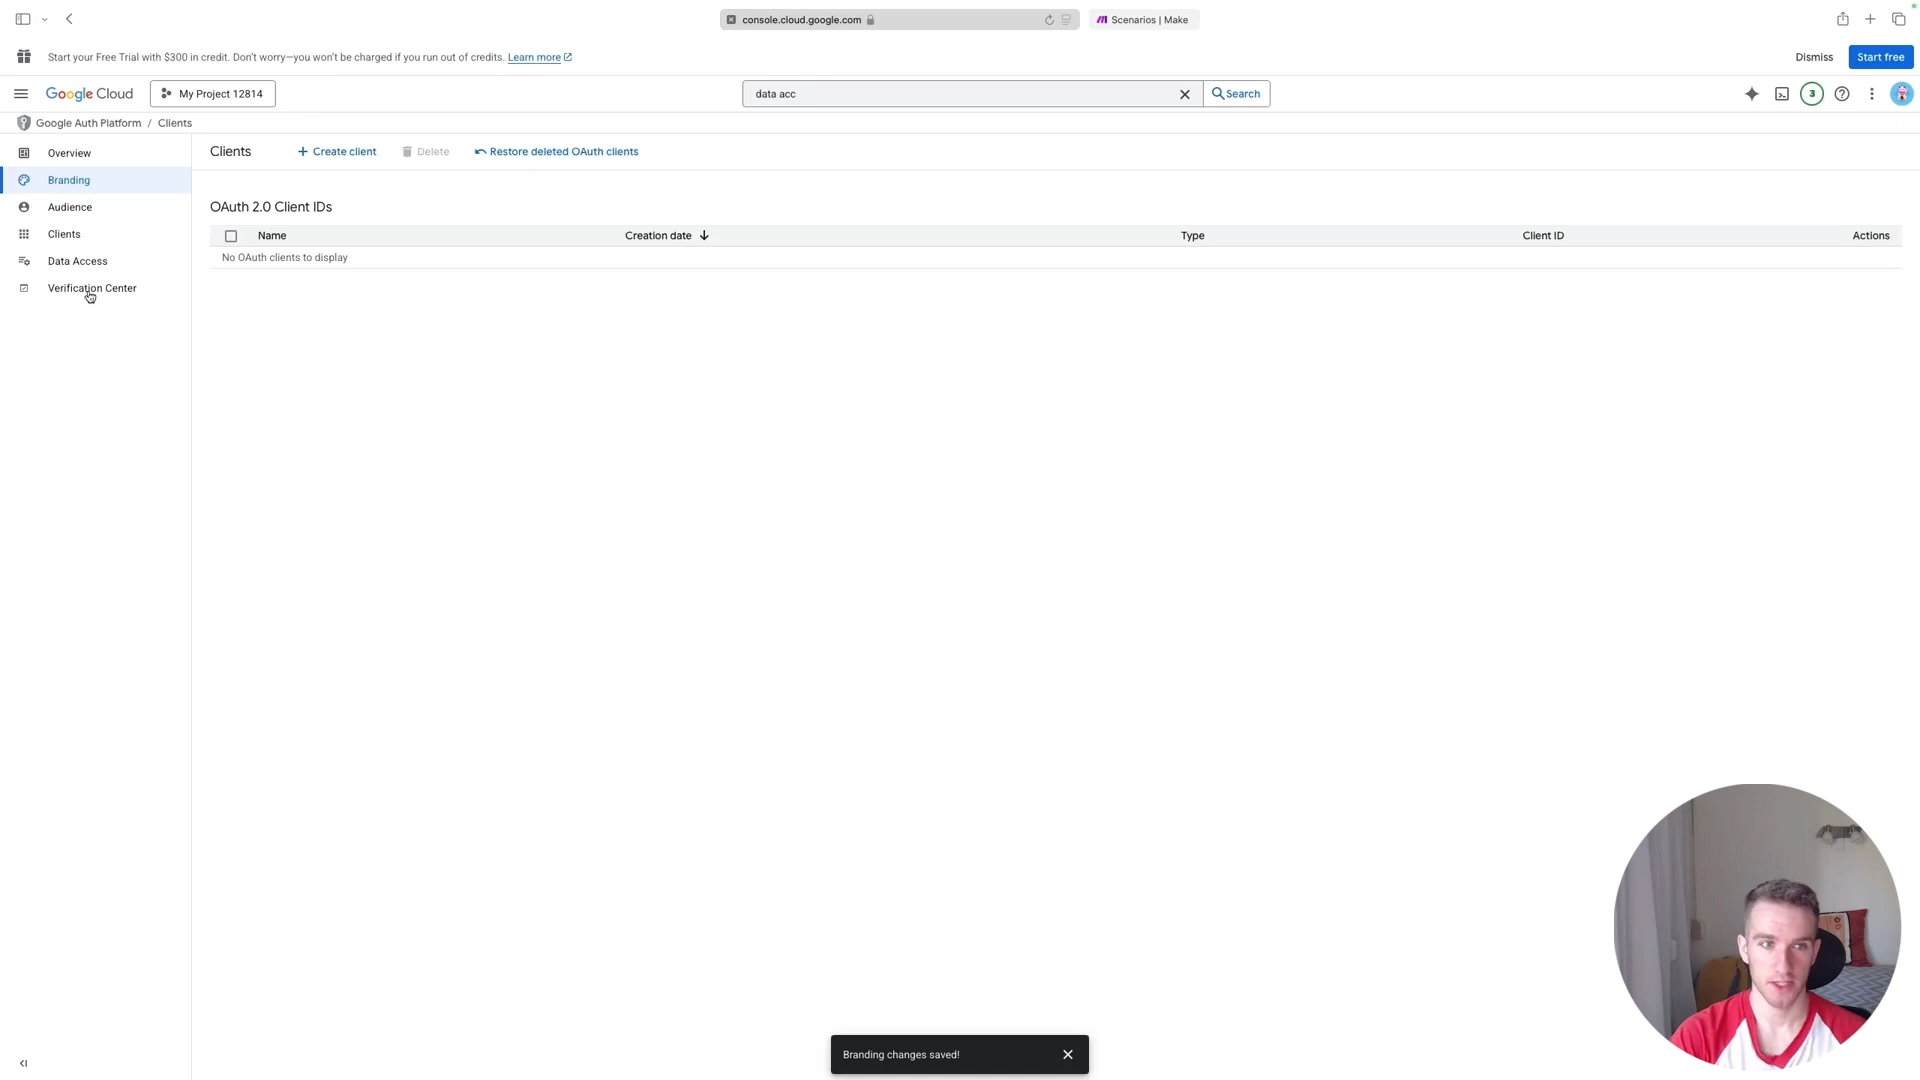 console.cloud.google.com
Scenarios | Make
Start your Free Trial with $300 in credit. Don't worry—you won't be charged if you run out of credits. Learn more
Dismiss
Start free
Google Cloud
My Project 12814
data acc
Search
3
Google Auth Platform / Clients
Overview
Branding
Audience
Clients
Data Access
Verification Center
Clients
Create client
Delete
Restore deleted OAuth clients
OAuth 2.0 Client IDs
Name
Creation date
Type
Client ID
Actions
No OAuth clients to display
Branding changes saved!